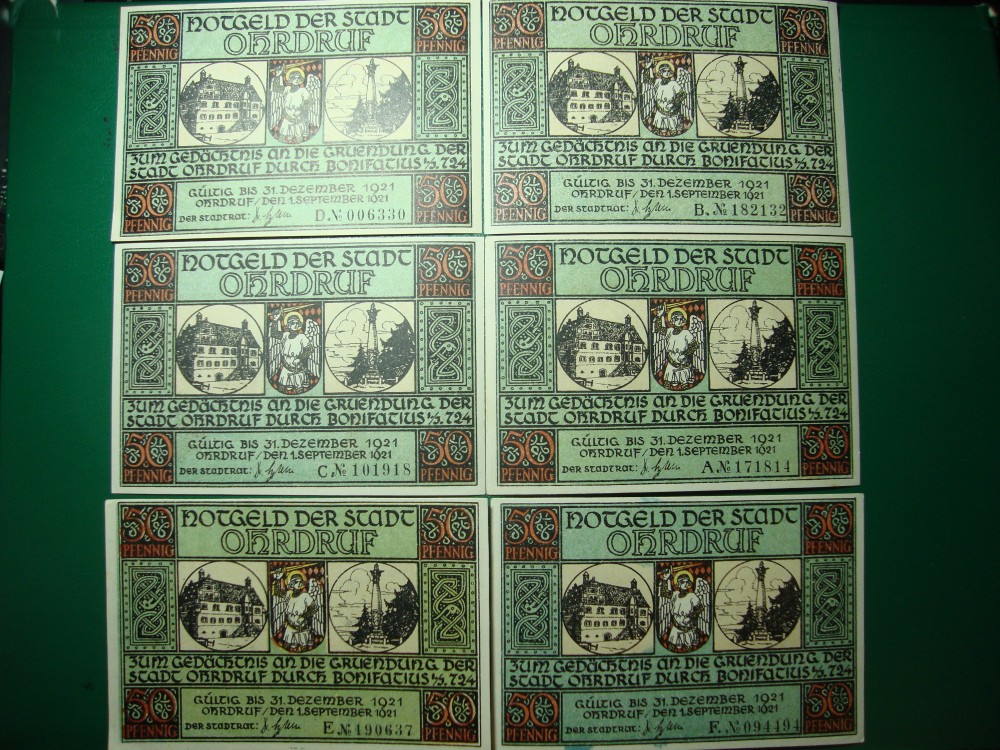 50 PFENNIG NOTGELD DER STADT OHRDRUF 50 PFENNIG
ZUM GEDÄCHTNIS AN DIE GRUENDUNG DER
STADT OHRDRUF DURCH BONIFATIUS 724
50 PFENNIG GÜLTIG BIS 31. DEZEMBER 1921 50 PFENNIG
OHRDRUF / DEN 1. SEPTEMBER 1921
DER STADTRAT: D.№ 006330
50 PFENNIG NOTGELD DER STADT OHRDRUF 50 PFENNIG
ZUM GEDÄCHTNIS AN DIE GRUENDUNG DER
STADT OHRDRUF DURCH BONIFATIUS 724
50 PFENNIG GÜLTIG BIS 31. DEZEMBER 1921 50 PFENNIG
OHRDRUF / DEN 1. SEPTEMBER 1921
DER STADTRAT: B.№ 182132
50 PFENNIG NOTGELD DER STADT OHRDRUF 50 PFENNIG
ZUM GEDÄCHTNIS AN DIE GRUENDUNG DER
STADT OHRDRUF DURCH BONIFATIUS 724
50 PFENNIG GÜLTIG BIS 31. DEZEMBER 1921 50 PFENNIG
OHRDRUF / DEN 1. SEPTEMBER 1921
DER STADTRAT: C.№ 101918
50 PFENNIG NOTGELD DER STADT OHRDRUF 50 PFENNIG
ZUM GEDÄCHTNIS AN DIE GRUENDUNG DER
STADT OHRDRUF DURCH BONIFATIUS 724
50 PFENNIG GÜLTIG BIS 31. DEZEMBER 1921 50 PFENNIG
OHRDRUF / DEN 1. SEPTEMBER 1921
DER STADTRAT: A.№ 171814
50 PFENNIG NOTGELD DER STADT OHRDRUF 50 PFENNIG
ZUM GEDÄCHTNIS AN DIE GRUENDUNG DER
STADT OHRDRUF DURCH BONIFATIUS 724
50 PFENNIG GÜLTIG BIS 31. DEZEMBER 1921 50 PFENNIG
OHRDRUF / DEN 1. SEPTEMBER 1921
DER STADTRAT: E.№ 190637
50 PFENNIG NOTGELD DER STADT OHRDRUF 50 PFENNIG
ZUM GEDÄCHTNIS AN DIE GRUENDUNG DER
STADT OHRDRUF DURCH BONIFATIUS 724
50 PFENNIG GÜLTIG BIS 31. DEZEMBER 1921 50 PFENNIG
OHRDRUF / DEN 1. SEPTEMBER 1921
DER STADTRAT: F.№ 094494